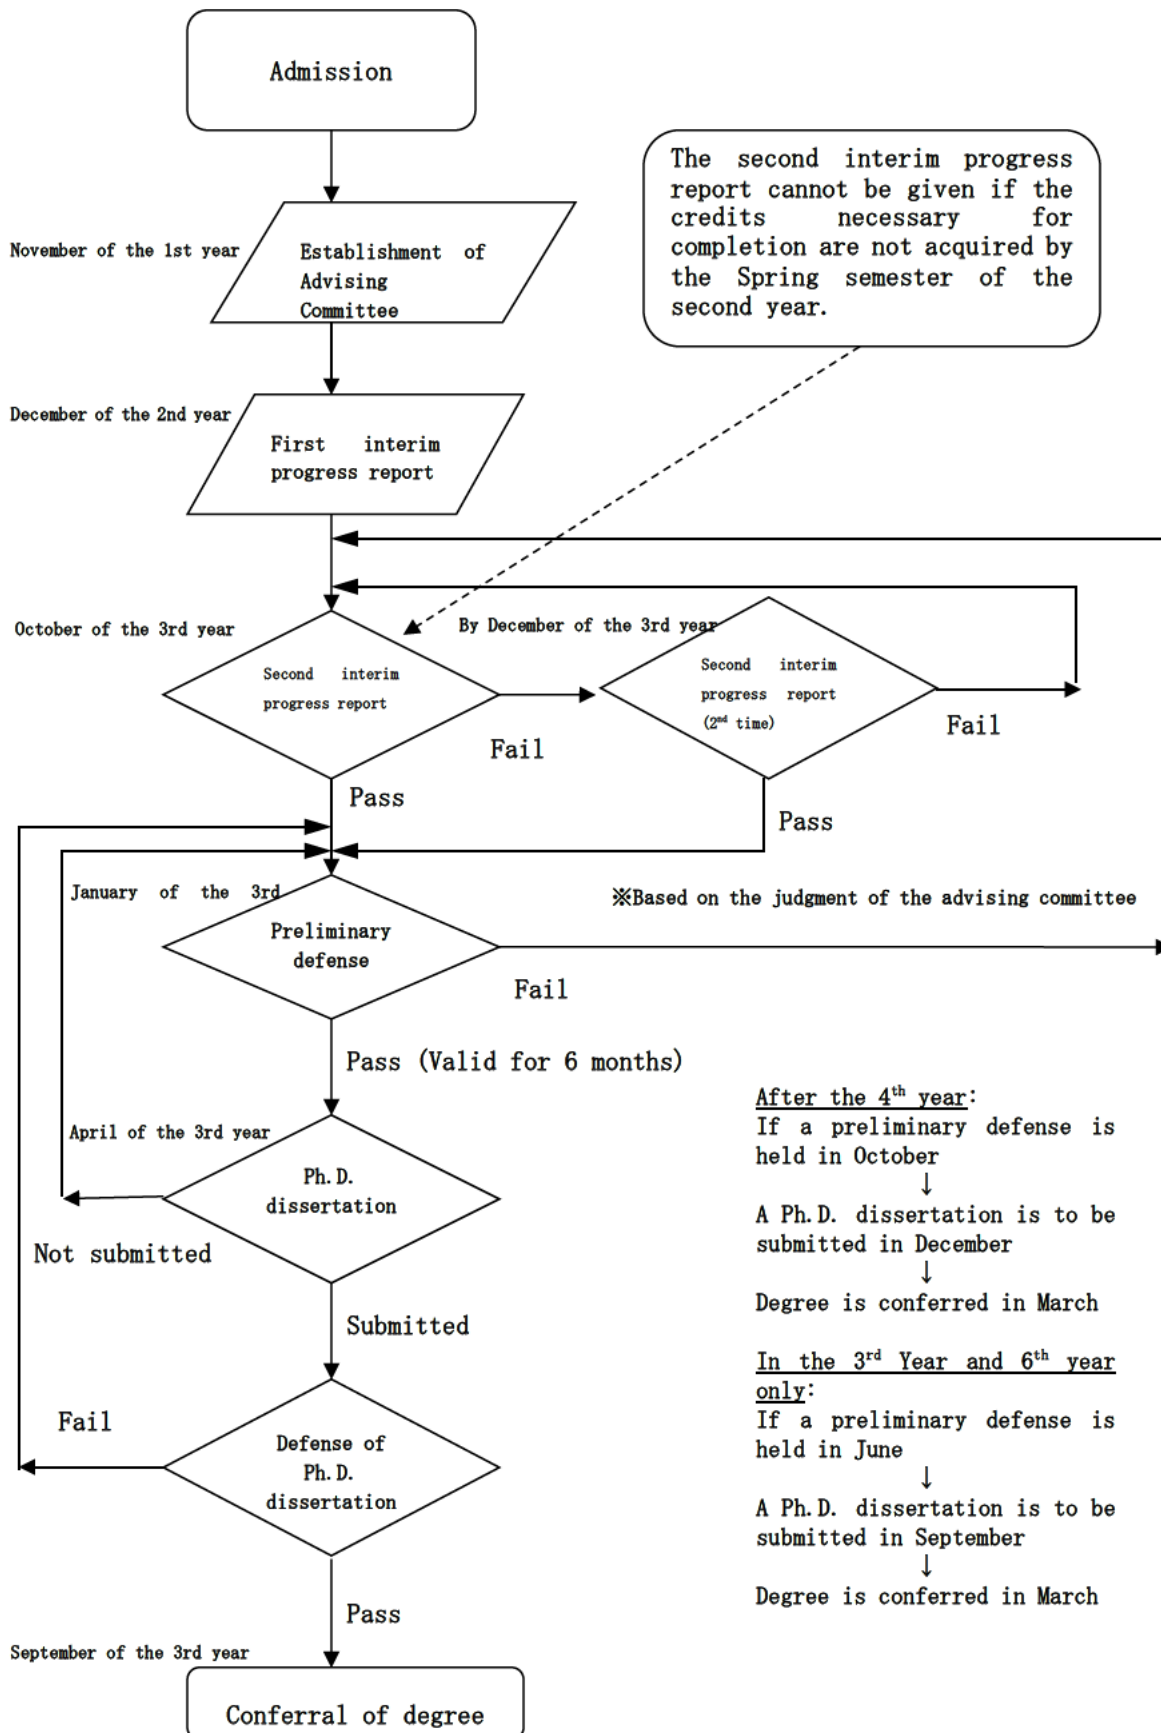 Admission
The second interim progress
report cannot be given if the
credits necessary for
completion are not acquired by
the Spring semester of the
second year.
November of the 1st year
Establishment of
Advising
Committee
December of the 2nd year
First interim
progress report
October of the 3rd year
Second interim
progress report
Fail
By December of the 3rd year
Second interim
progress report
(2nd time)
Fail
Pass
Pass
January of the 3rd
Preliminary
defense
※Based on the judgment of the advising committee
Fail
Pass (Valid for 6 months)
April of the 3rd year
Ph.D.
dissertation
Not submitted
Submitted
Fail
Defense of
Ph.D.
dissertation
Pass
September of the 3rd year
Conferral of degree
After the 4th year:
If a preliminary defense is
held in October
↓
A Ph.D. dissertation is to be
submitted in December
↓
Degree is conferred in March
In the 3rd Year and 6th year
only:
If a preliminary defense is
held in June
↓
A Ph.D. dissertation is to be
submitted in September
↓
Degree is conferred in March